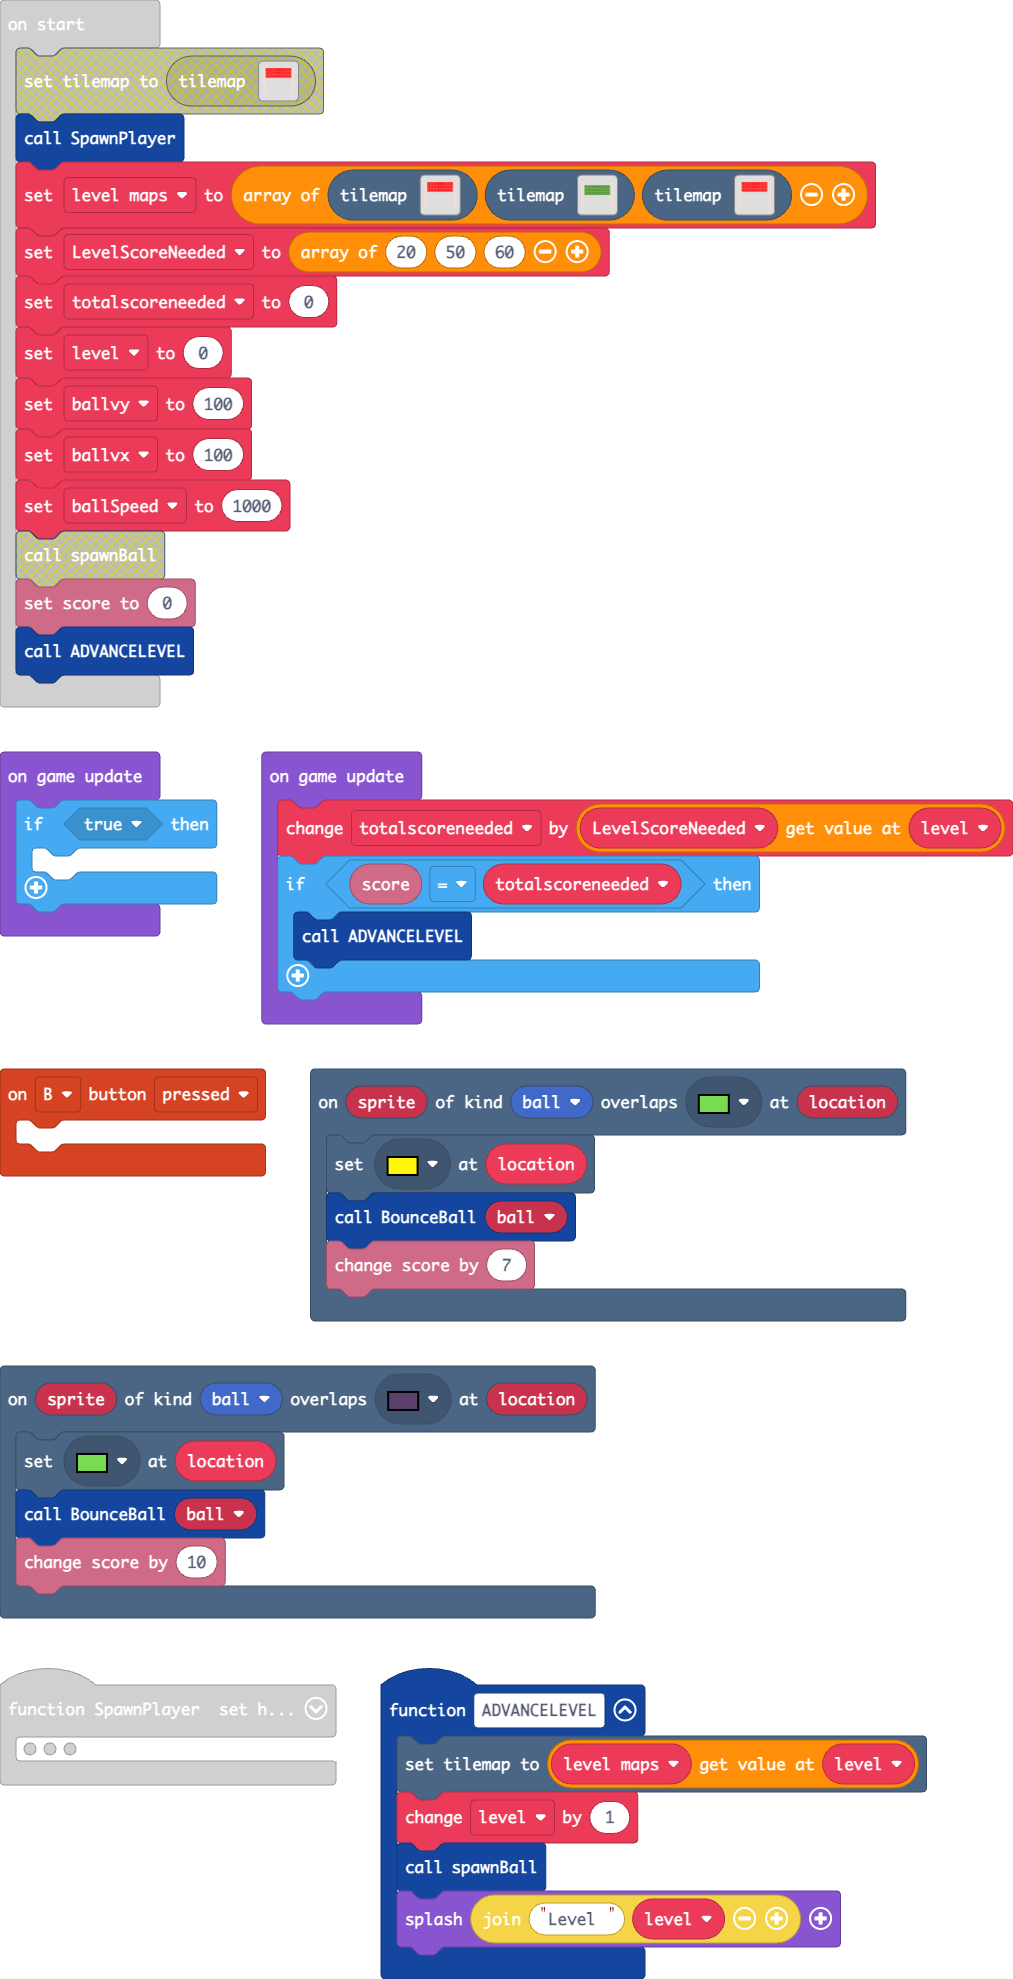 on start
set tilemap to tilemap
call SpawnPlayer
set level maps to array of tilemap tilemap tilemap
set LevelScoreNeeded to array of 20 50 60
set totalscoreneeded to 0
set level to 0
set ballvy to 100
set ballvx to 100
set ballSpeed to 1000
call spawnBall
set score to 0
call ADVANCELEVEL
on game update
if true then
on game update
change totalscoreneeded by LevelScoreNeeded get value at level
if score = totalscoreneeded then
call ADVANCELEVEL
on B button pressed
on sprite of kind ball overlaps at location
set at location
call BounceBall ball
change score by 7
on sprite of kind ball overlaps at location
set at location
call BounceBall ball
change score by 10
function SpawnPlayer set h...
function ADVANCELEVEL
set tilemap to level maps get value at level
change level by 1
call spawnBall
splash join "Level " level